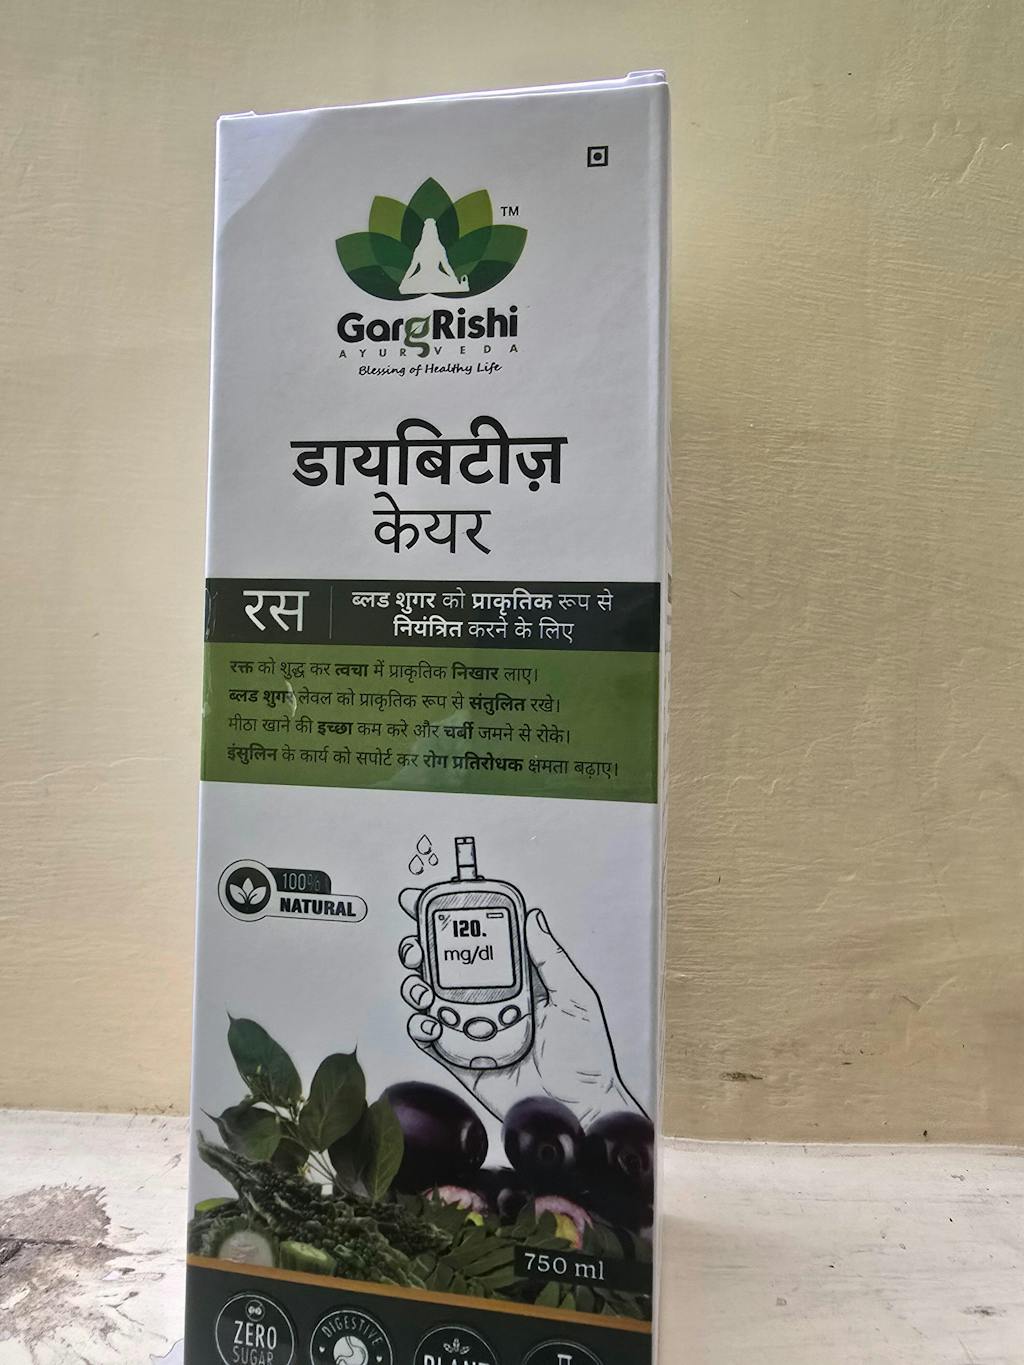 TM
GargRishi
AYURVEDA
Blessing of Healthy Life
डायबिटीज़
केयर
रस
ब्लड शुगर को प्राकृतिक रूप से
नियंत्रित करने के लिए
रक्त को शुद्ध कर त्वचा में प्राकृतिक निखार लाए।
ब्लड शुगर लेवल को प्राकृतिक रूप से संतुलित रखे।
मीठा खाने की इच्छा कम करे और चर्बी जमने से रोके।
इंसुलिन के कार्य को सपोर्ट कर रोग प्रतिरोधक क्षमता बढ़ाए।
100%
NATURAL
120.
mg/dl
750 ml
ZERO
SUGAR
DIGESTIVE